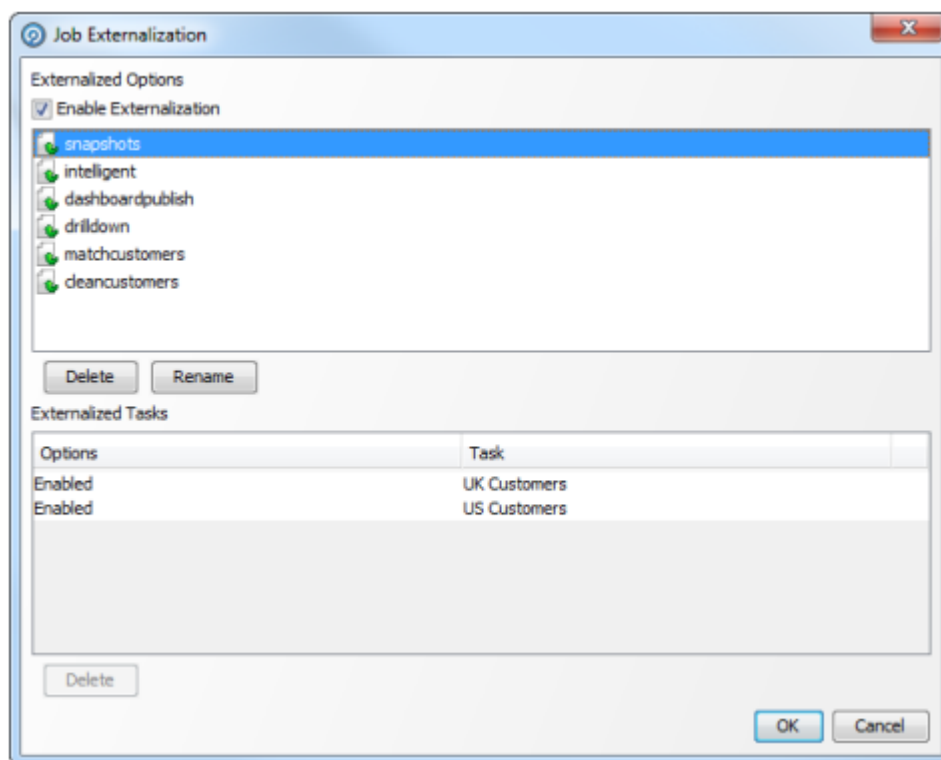 Job Externalization
Externalized Options
Enable Externalization
snapshots
intelligent
dashboardpublish
drilldown
matchcustomers
cleancustomers
Delete Rename
Externalized Tasks
Options Task
Enabled UK Customers
Enabled US Customers
Delete
OK Cancel